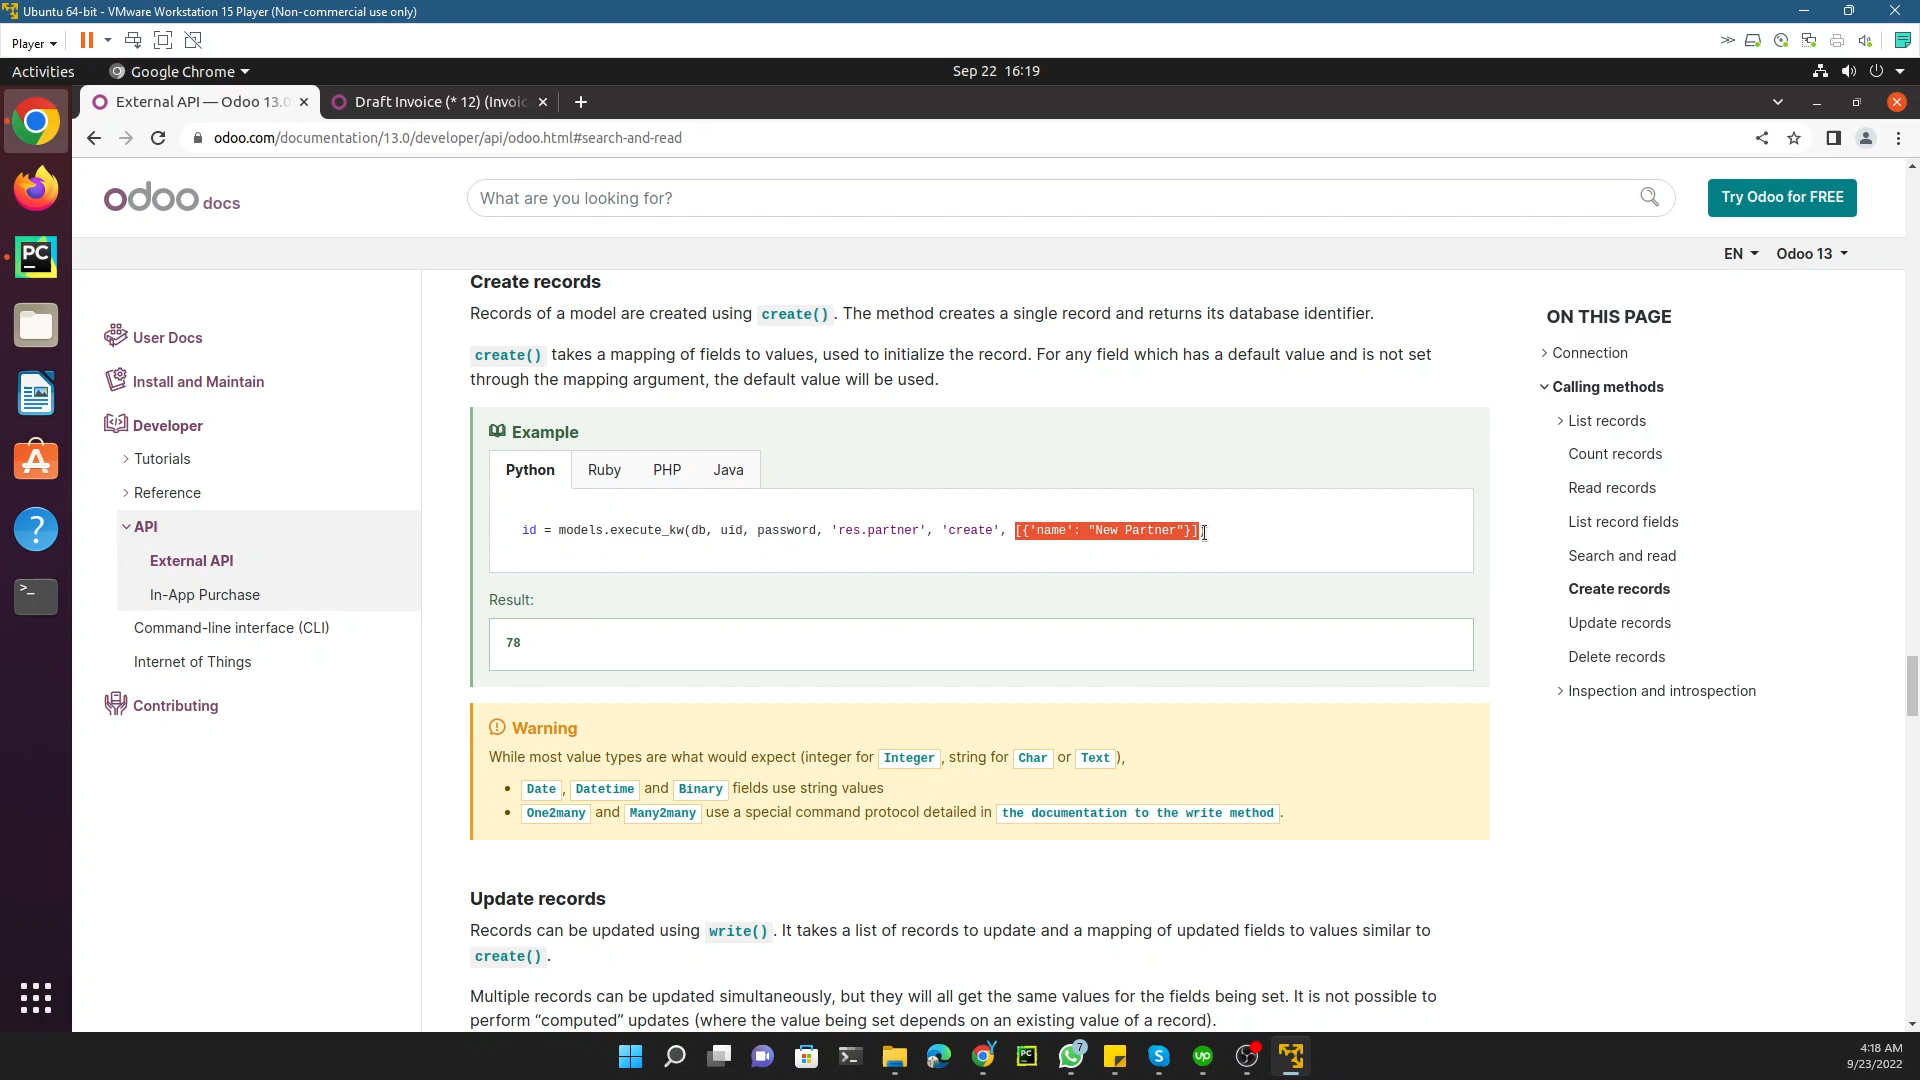 Ubuntu 64-bit - VMware Workstation 15 Player (Non-commercial use only)
Player
Activities
Google Chrome
Sep 22 16:19
External API — Odoo 13.0
Draft Invoice (* 12) (Invoic
odoo.com/documentation/13.0/developer/api/odoo.html#search-and-read
odoo docs
What are you looking for?
Try Odoo for FREE
EN
Odoo 13
User Docs
Install and Maintain
Developer
Tutorials
Reference
API
External API
In-App Purchase
Command-line interface (CLI)
Internet of Things
Contributing
Create records
Records of a model are created using create(). The method creates a single record and returns its database identifier.
create() takes a mapping of fields to values, used to initialize the record. For any field which has a default value and is not set
through the mapping argument, the default value will be used.
Example
Python Ruby PHP Java
id = models.execute_kw(db, uid, password, 'res.partner', 'create', [{'name': "New Partner"}])
Result:
78
Warning
While most value types are what would expect (integer for Integer, string for Char or Text),
• Date, Datetime and Binary fields use string values
• One2many and Many2many use a special command protocol detailed in the documentation to the write method.
Update records
Records can be updated using write(). It takes a list of records to update and a mapping of updated fields to values similar to
create().
Multiple records can be updated simultaneously, but they will all get the same values for the fields being set. It is not possible to
perform “computed” updates (where the value being set depends on an existing value of a record).
ON THIS PAGE
Connection
Calling methods
List records
Count records
Read records
List record fields
Search and read
Create records
Update records
Delete records
Inspection and introspection
PC
>_
?
PC
7
S
up
4:18 AM
9/23/2022